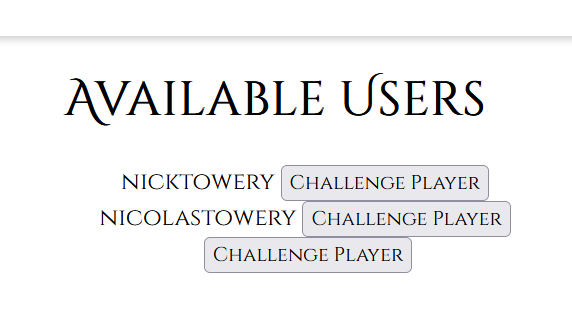 Available Users
nicktowery Challenge Player
nicolastowery Challenge Player
Challenge Player